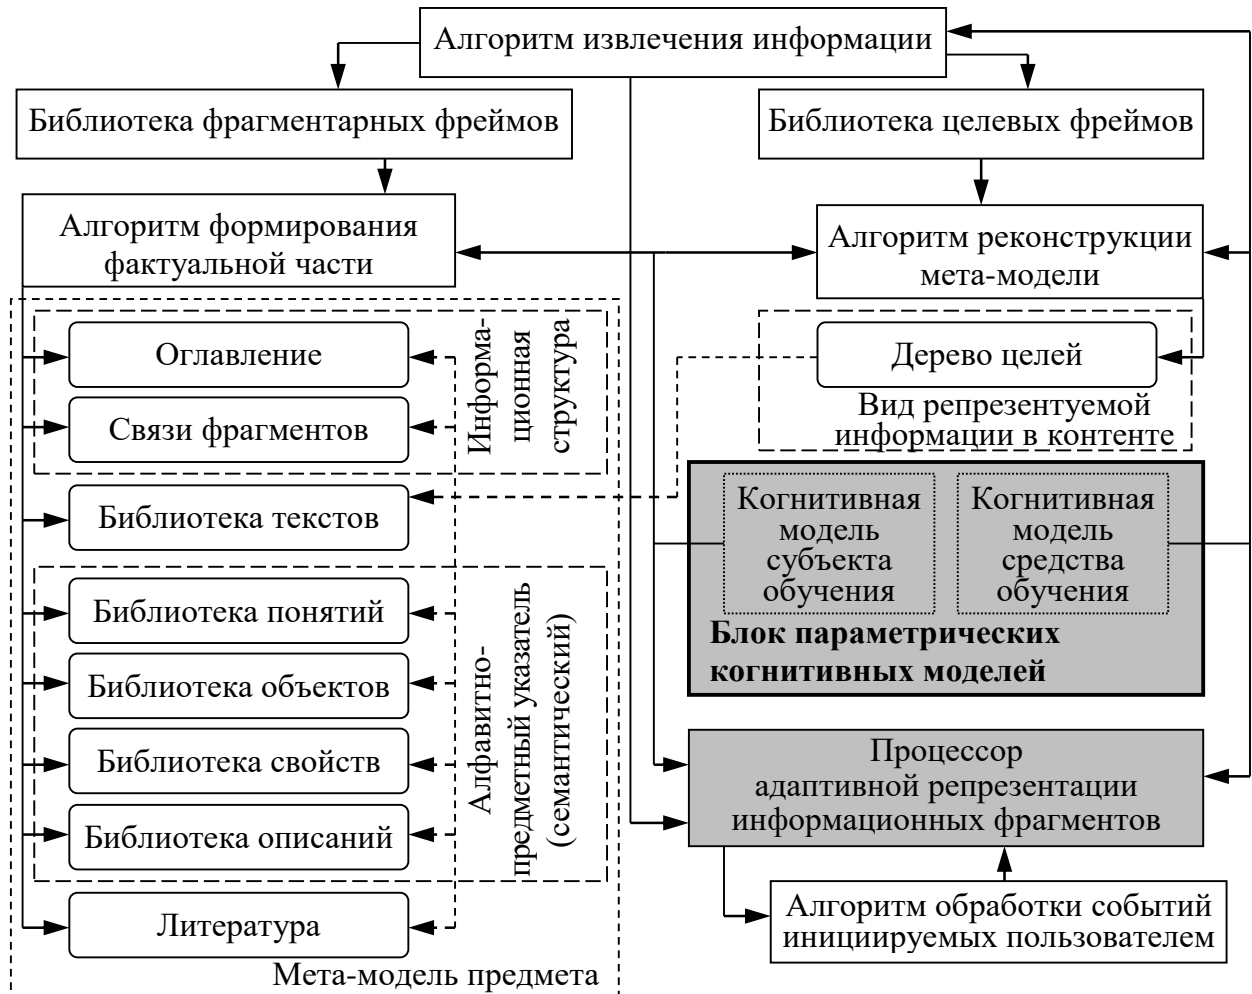 Алгоритм извлечения информации
Библиотека фрагментарных фреймов
Библиотека целевых фреймов
Алгоритм формирования
фактуальной части
Алгоритм реконструкции
мета-модели
Оглавление
Связи фрагментов
Информа-
ционная
структура
Дерево целей
Вид репрезентуемой
информации в контенте
Библиотека текстов
Когнитивная
модель
субъекта
обучения
Когнитивная
модель
средства
обучения
Блок параметрических
когнитивных моделей
Библиотека понятий
Библиотека объектов
Библиотека свойств
Библиотека описаний
Алфавитно-
предметный указатель
(семантический)
Процессор
адаптивной репрезентации
информационных фрагментов
Литература
Алгоритм обработки событий
инициируемых пользователем
Мета-модель предмета